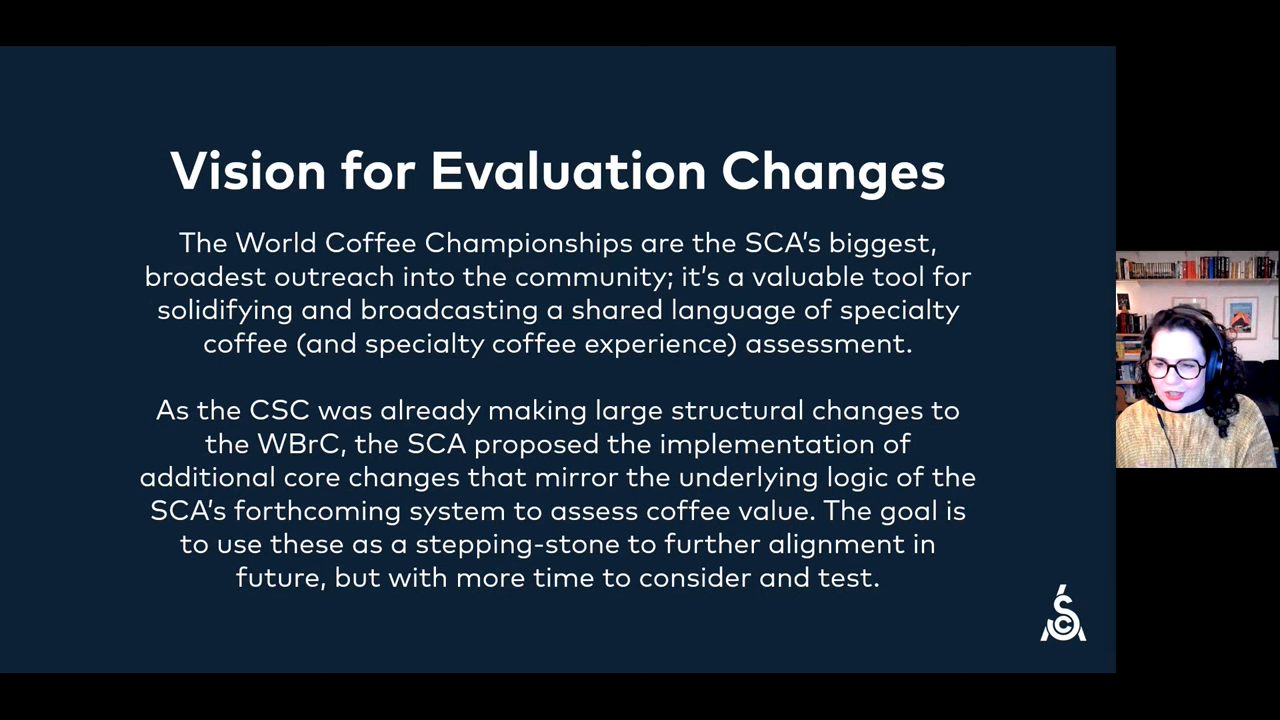 Vision for Evaluation Changes
The World Coffee Championships are the SCA’s biggest,
broadest outreach into the community; it’s a valuable tool for
solidifying and broadcasting a shared language of specialty
coffee (and specialty coffee experience) assessment.
As the CSC was already making large structural changes to
the WBrC, the SCA proposed the implementation of
additional core changes that mirror the underlying logic of the
SCA’s forthcoming system to assess coffee value. The goal is
to use these as a stepping-stone to further alignment in
future, but with more time to consider and test.
SCA